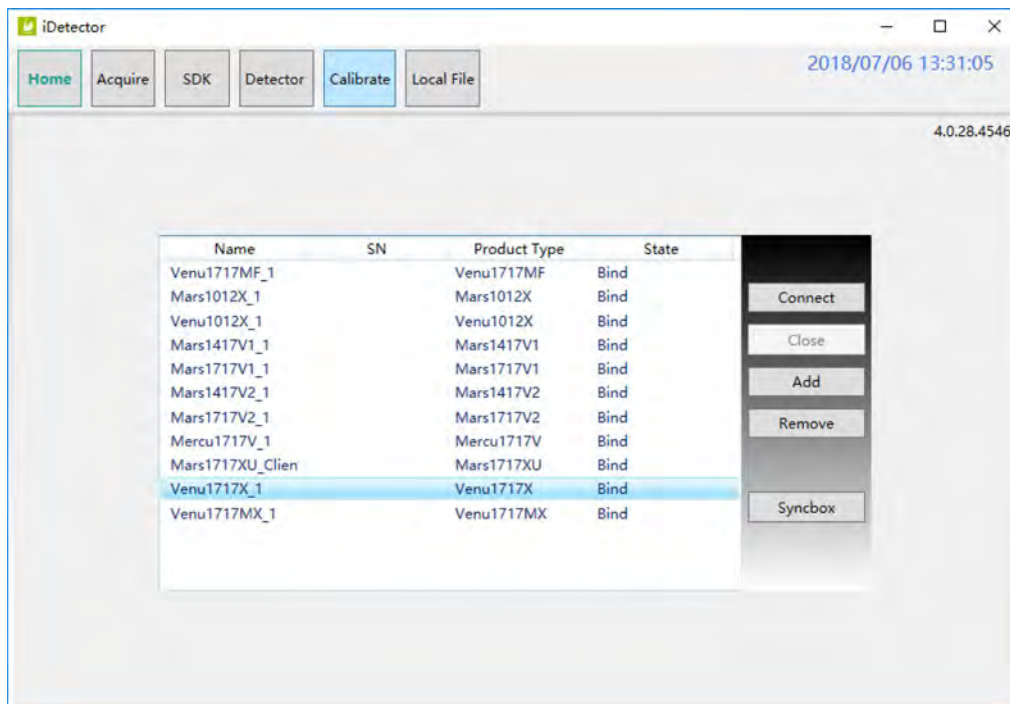 iDetector
Home Acquire SDK Detector Calibrate Local File 2018/07/06 13:31:05
4.0.28.4546
Name SN Product Type State
Venu1717MF_1 Venu1717MF Bind
Mars1012X_1 Mars1012X Bind
Venu1012X_1 Venu1012X Bind
Mars1417V1_1 Mars1417V1 Bind
Mars1717V1_1 Mars1717V1 Bind
Mars1417V2_1 Mars1417V2 Bind
Mars1717V2_1 Mars1717V2 Bind
Mercu1717V_1 Mercu1717V Bind
Mars1717XU_Clien Mars1717XU Bind
Venu1717X_1 Venu1717X Bind
Venu1717MX_1 Venu1717MX Bind
Connect
Close
Add
Remove
Syncbox